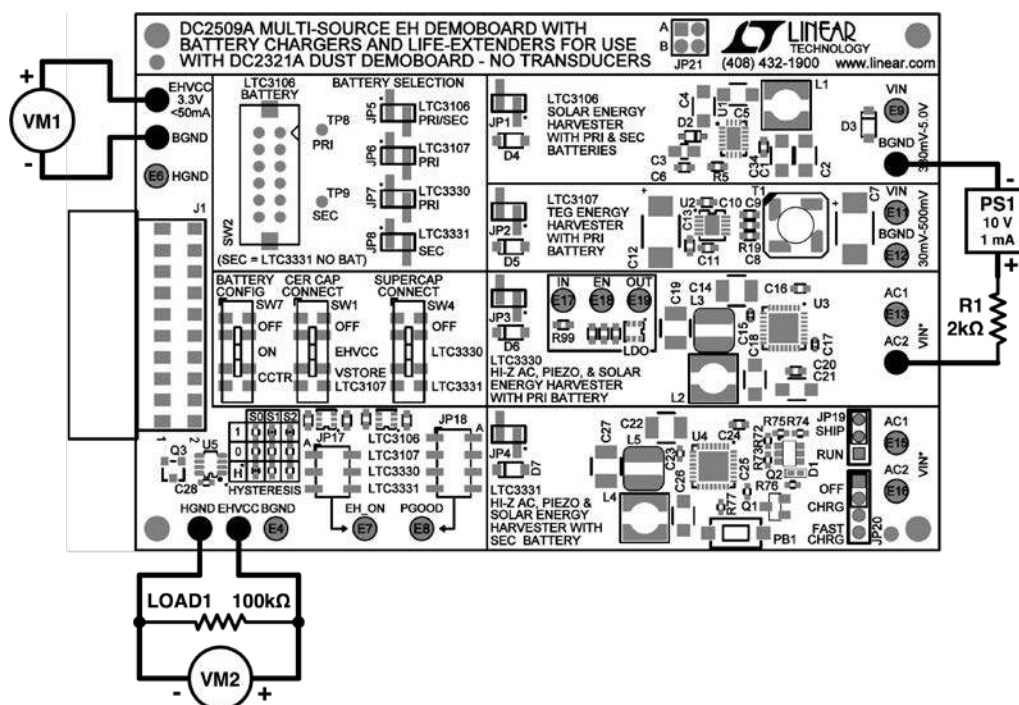 DC2509A MULTI-SOURCE EH DEMOBOARD WITH
BATTERY CHARGERS AND LIFE-EXTENDERS FOR USE
WITH DC2321A DUST DEMOBOARD - NO TRANSDUCERS
A
B
JP21
LINEAR
TECHNOLOGY
(408) 432-1900 www.linear.com
+
VM1
-
EHVCC
3.3V
<50mA
BGND
E6 HGND
J1
LTC3106
BATTERY
BATTERY SELECTION
TP8
PRI
TP9
SEC
SW2
(SEC = LTC3331 NO BAT)
JP5
LTC3106
PRI/SEC
JP6
LTC3107
PRI
JP7
LTC3330
PRI
JP8
LTC3331
SEC
JP1
D4
LTC3106
SOLAR ENERGY
HARVESTER
WITH PRI & SEC
BATTERIES
C4
U1
C5
D2
C3
C6
R5
C34
C1
C2
L1
D3
VIN
E9
BGND
330mV-5.0V
-
PS1
10 V
1 mA
+
R1
2kΩ
JP2
D5
LTC3107
TEG ENERGY
HARVESTER
WITH PRI
BATTERY
+
C12
U2
C13
C10
C11
C9
R19
C8
T1
+
C7
VIN
E11
BGND
E12
30mV-500mV
BATTERY
CONFIG
SW7
OFF
ON
CCTR
CER CAP
CONNECT
SW1
OFF
EHVCC
VSTORE
LTC3107
SUPERCAP
CONNECT
SW4
OFF
LTC3330
LTC3331
JP3
D6
IN EN OUT
E17 E18 E19
R99
LDO
LTC3330
HI-Z AC, PIEZO, & SOLAR
ENERGY HARVESTER
WITH PRI BATTERY
C14
C19
L3
C15
C18
L2
C16
U3
C17
C20
C21
AC1
E13
AC2
VIN*
1 2
Q3
U5
C28
S0 S1 S2
1
0
H
HYSTERESIS
A
JP17
LTC3106
LTC3107
LTC3330
LTC3331
JP18
A
HGND EHVCC BGND
E4
EH_ON
E7
PGOOD
E8
JP4
D7
LTC3331
HI-Z AC, PIEZO &
SOLAR ENERGY
HARVESTER WITH
SEC BATTERY
C22
C27
L5
L4
C23
C26
U4
C24
C25
R77
PB1
R75 R74
R73 R72
R76
Q2
Q1
D1
JP19
SHIP
RUN
OFF
CHRG
FAST
CHRG
JP20
AC1
E15
AC2
E16
VIN*
LOAD1 100kΩ
- VM2 +